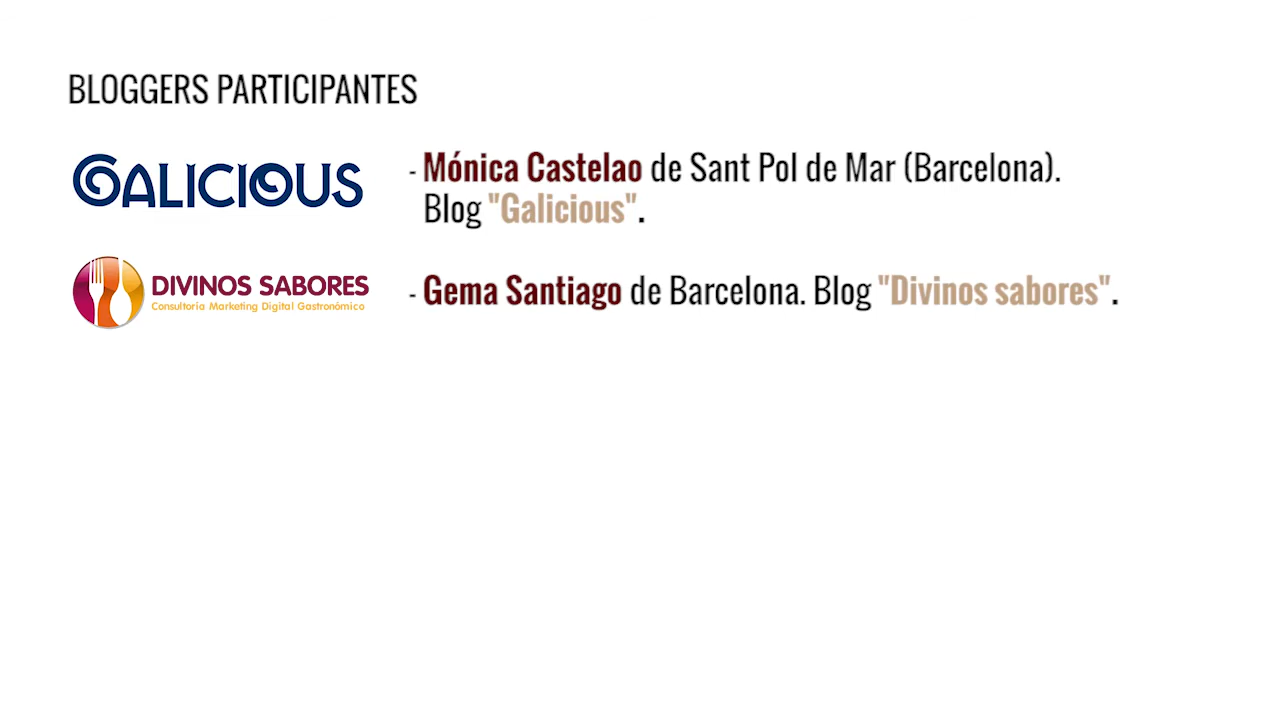 BLOGGERS PARTICIPANTES
GALICIOUS
- Mónica Castelao de Sant Pol de Mar (Barcelona).
Blog "Galicious".
DIVINOS SABORES
Consultoría Marketing Digital Gastronómico
- Gema Santiago de Barcelona. Blog "Divinos sabores".